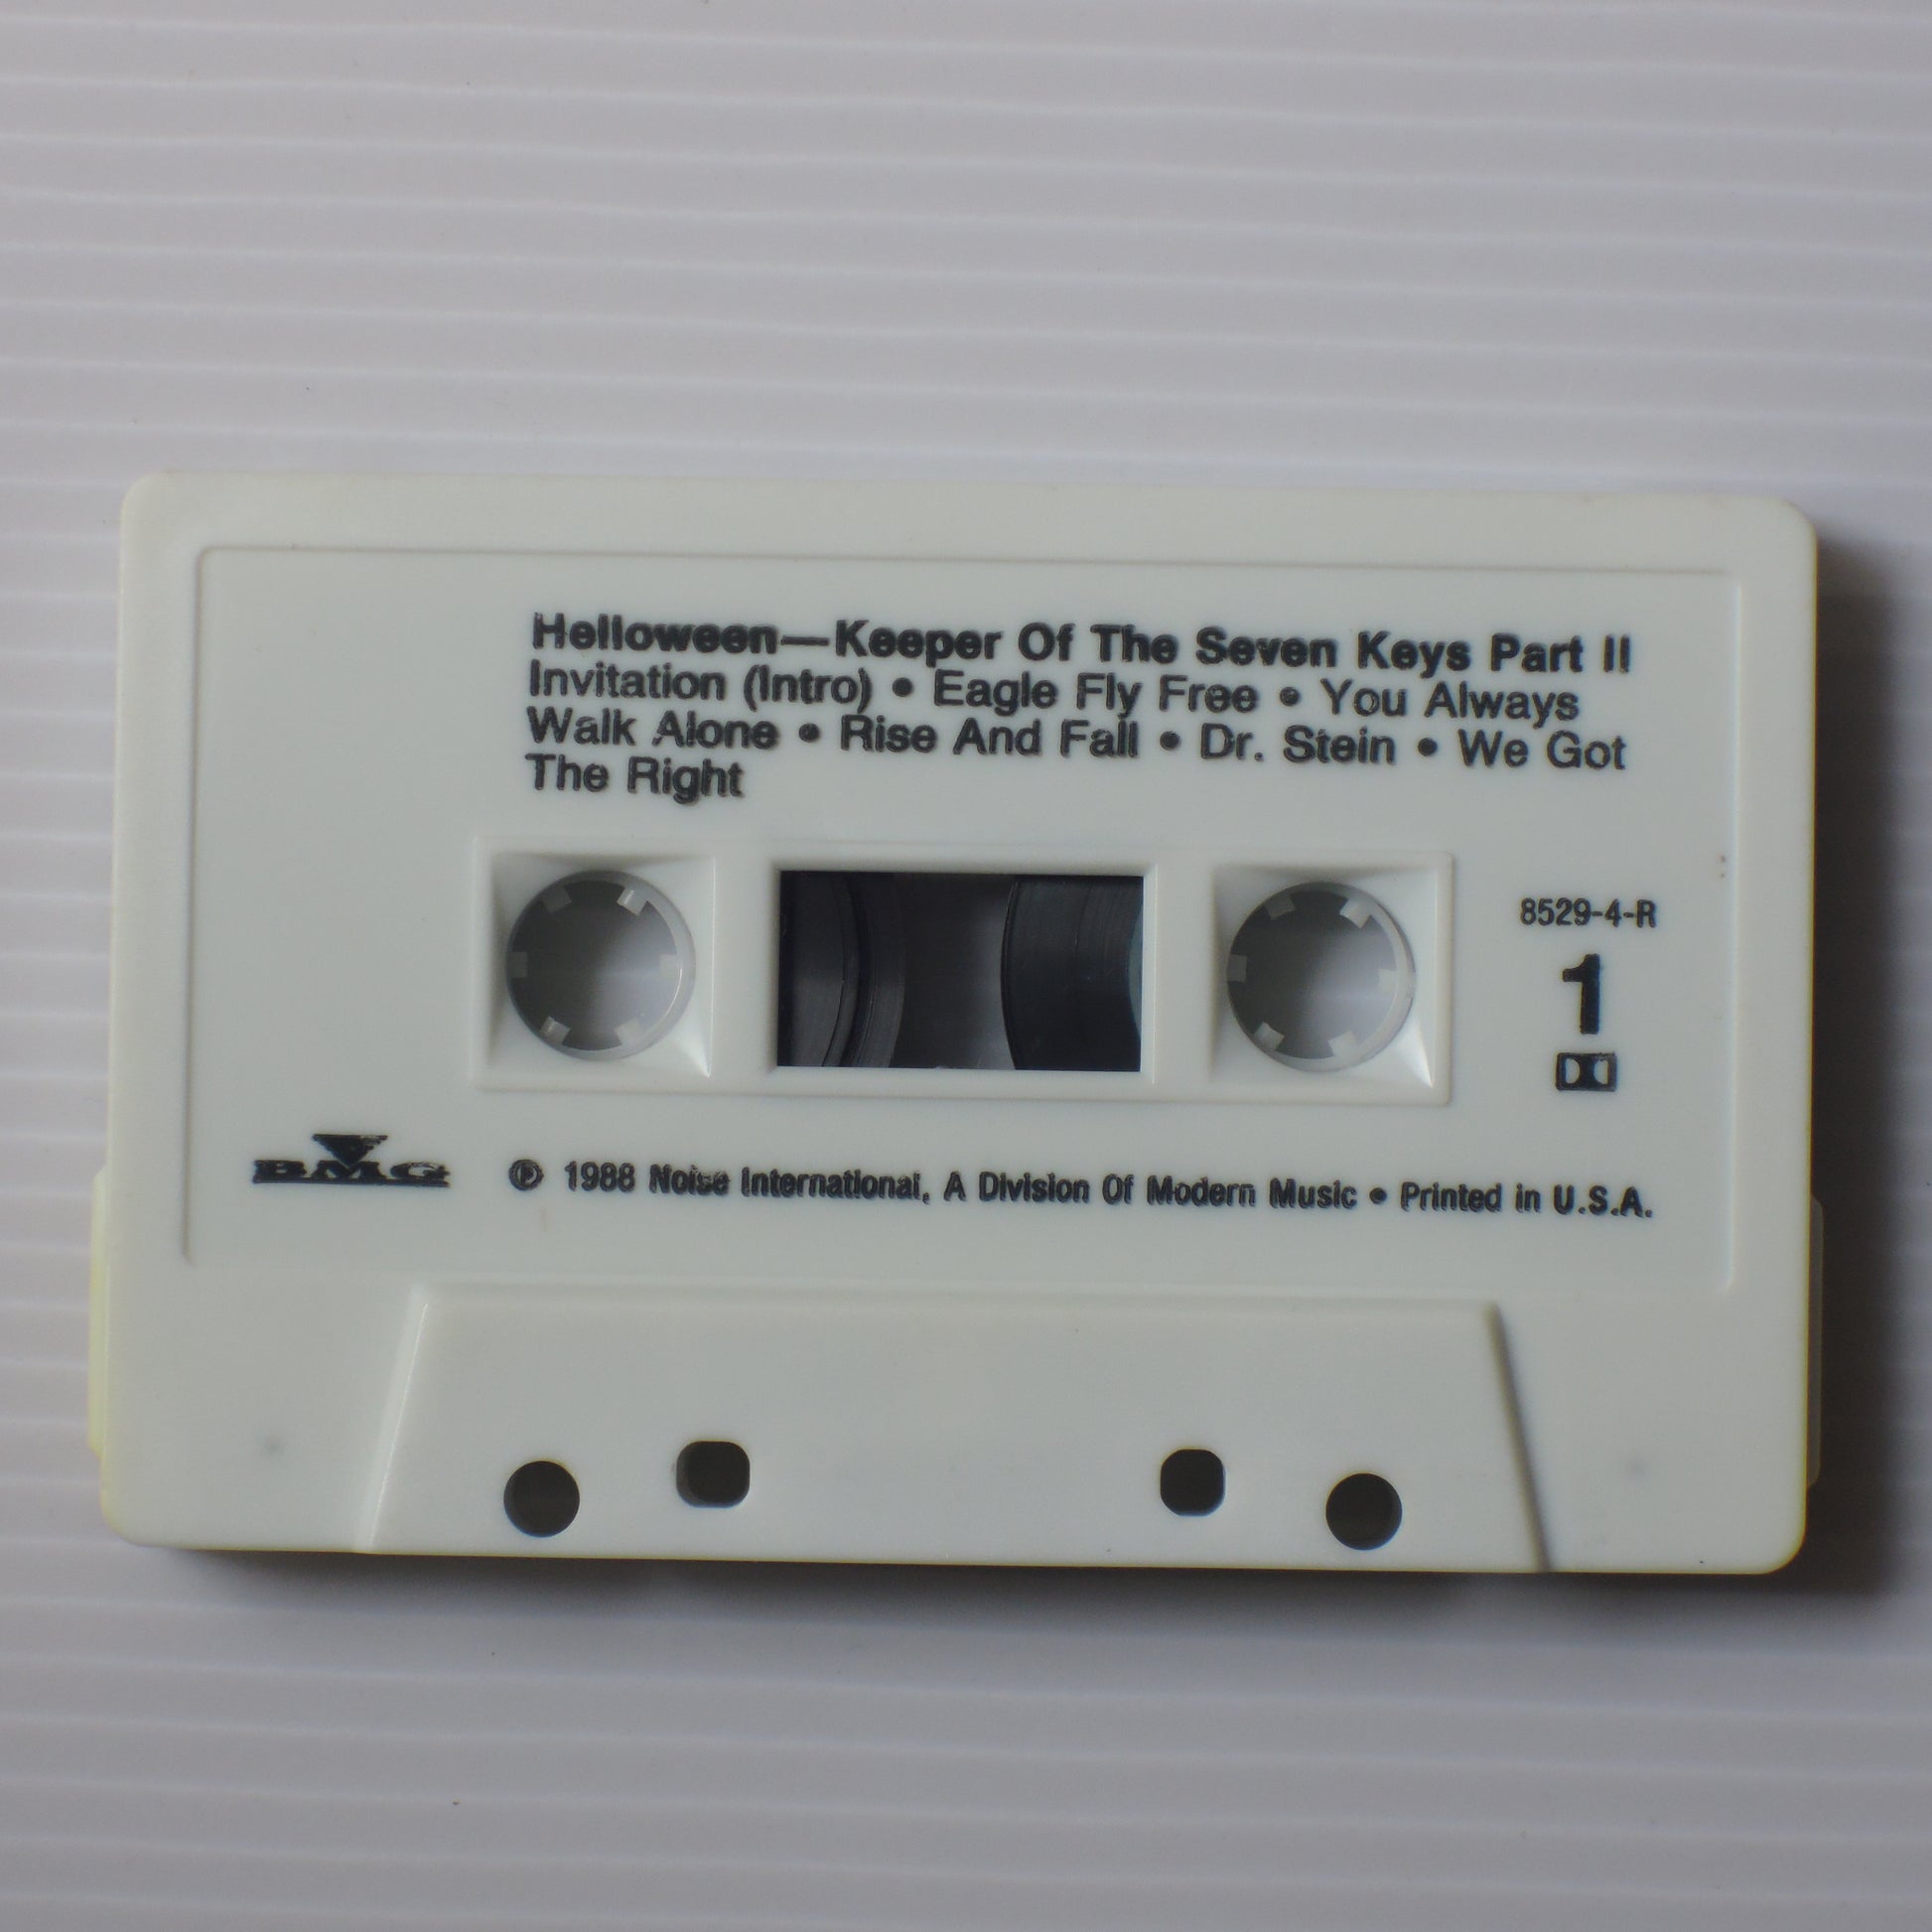 Helloween—Keeper Of The Seven Keys Part II
Invitation (Intro) • Eagle Fly Free • You Always
Walk Alone • Rise And Fall • Dr. Stein • We Got
The Right
8529-4-R
1
BMG
℗ 1988 Noise International, A Division Of Modern Music • Printed in U.S.A.